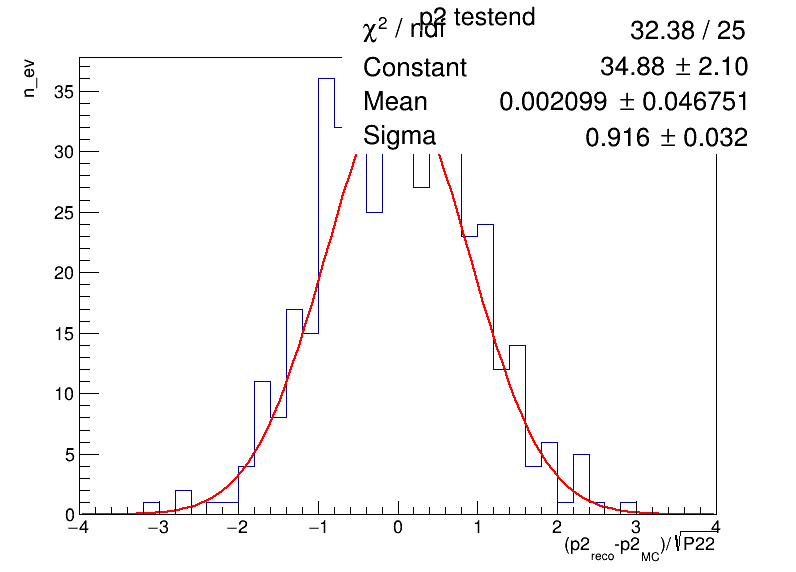 p2 testend
χ² / ndf 32.38 / 25
Constant 34.88 ± 2.10
Mean 0.002099 ± 0.046751
Sigma 0.916 ± 0.032
n_ev
35
30
25
20
15
10
5
0
−4 −3 −2 −1 0 1 2 3 4
(p2reco-p2MC)/√P22